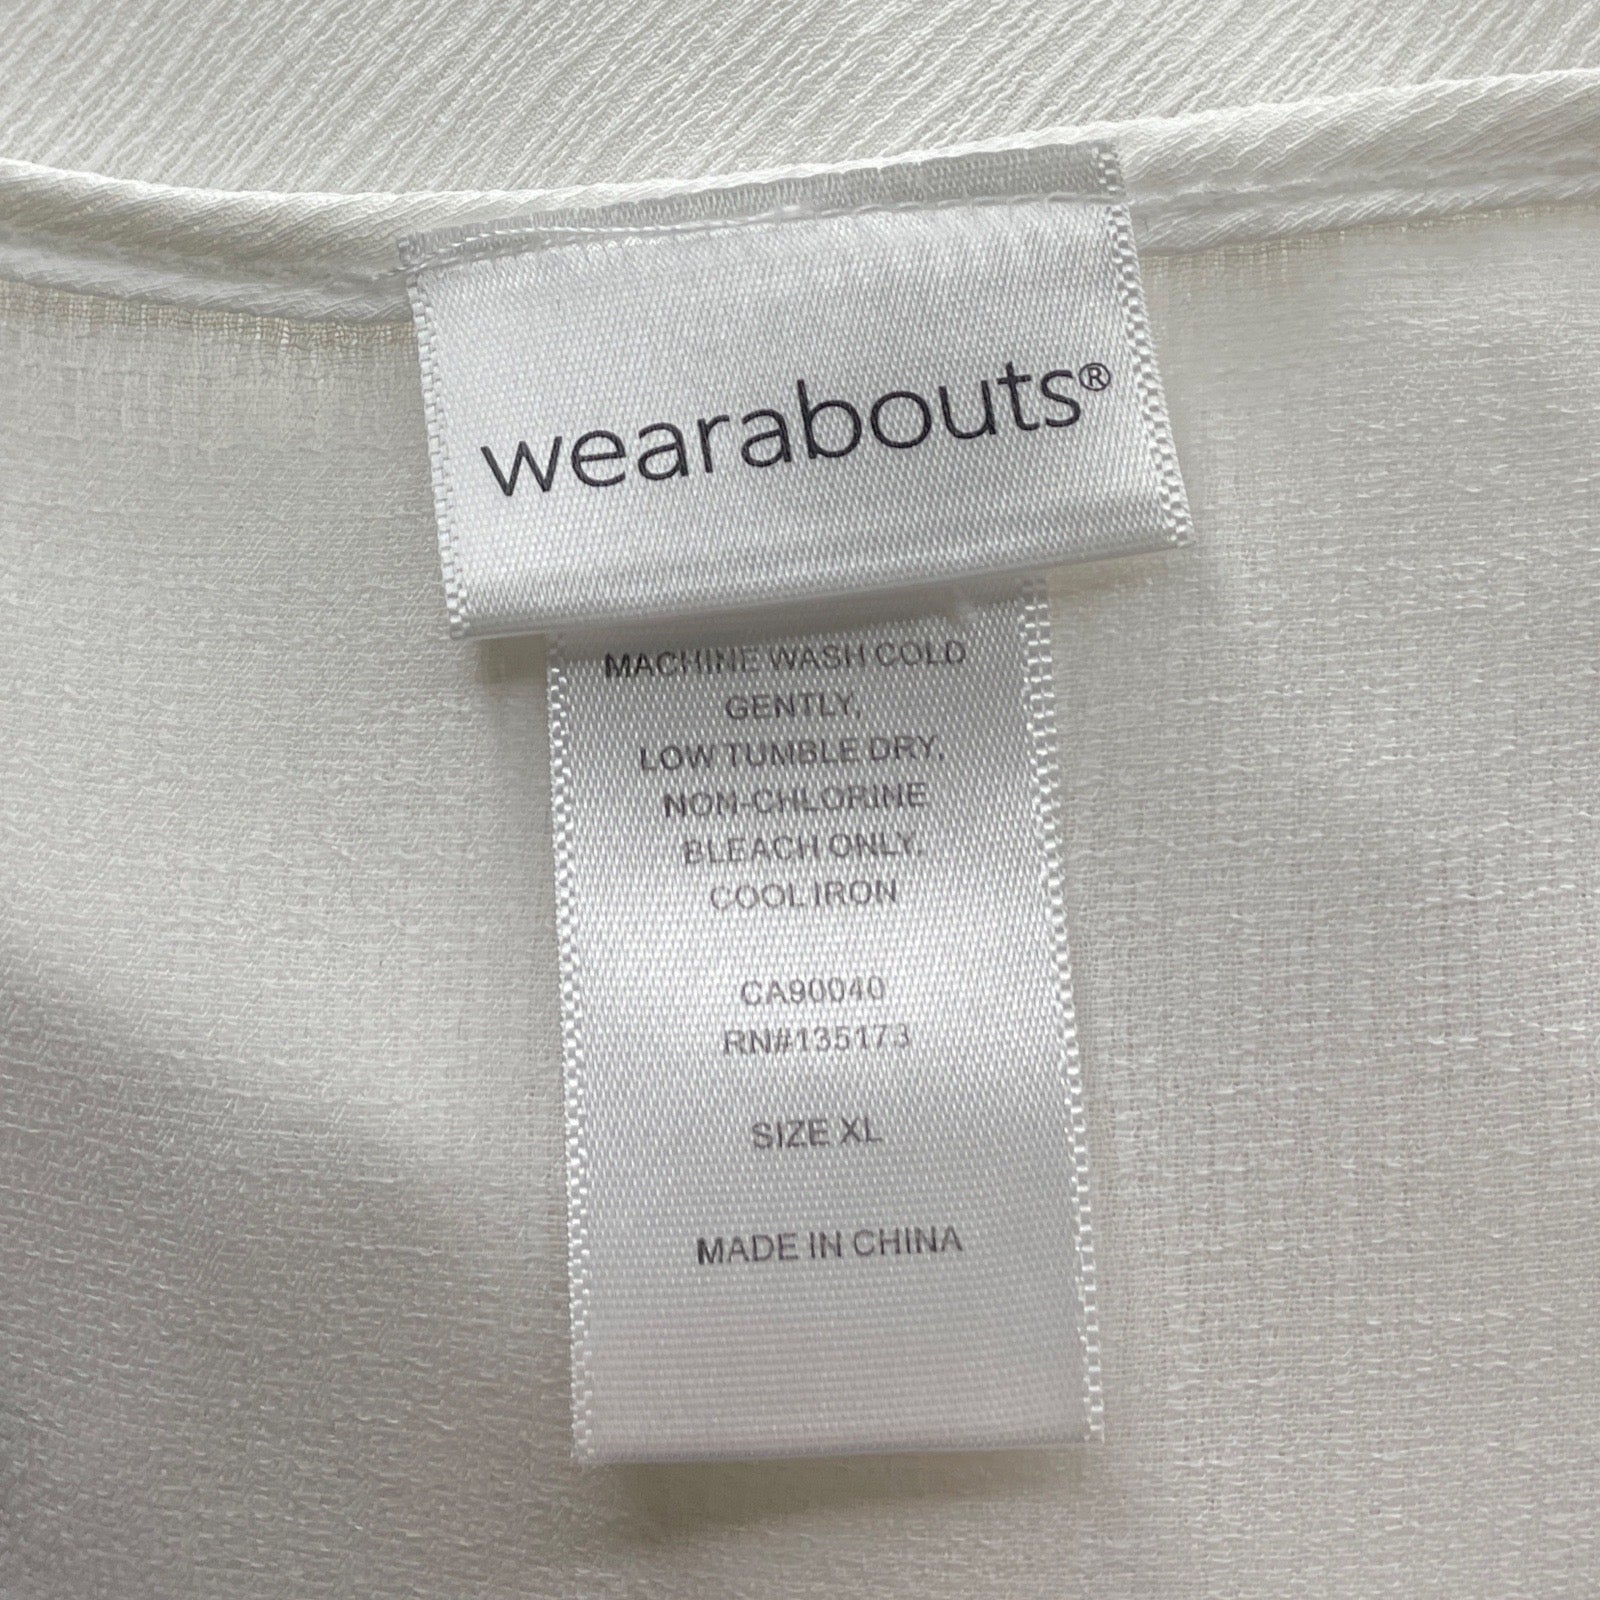 wearabouts®
MACHINE WASH COLD
GENTLY,
LOW TUMBLE DRY,
NON-CHLORINE
BLEACH ONLY,
COOL IRON
CA90040
RN#135173
SIZE XL
MADE IN CHINA